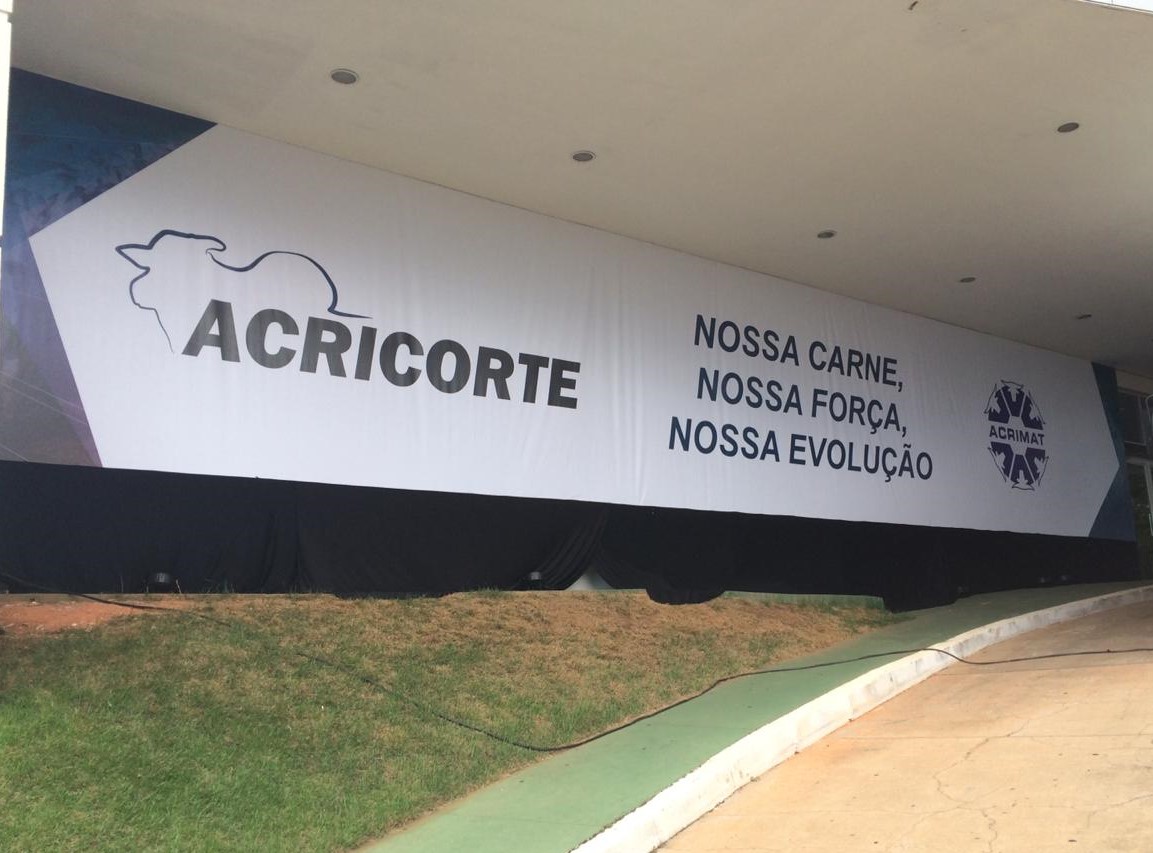 ACRICORTE
NOSSA CARNE,
NOSSA FORÇA,
NOSSA EVOLUÇÃO
ACRIMAT